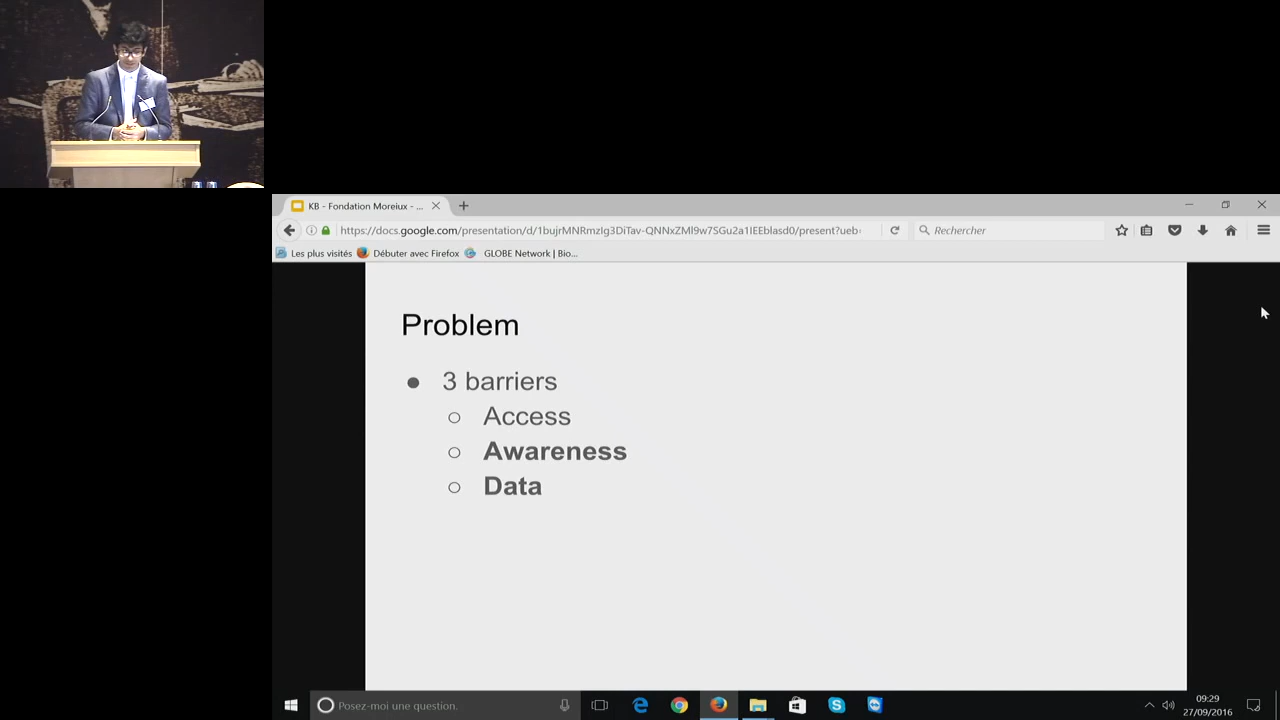 KB - Fondation Moreiux - ...
https://docs.google.com/presentation/d/1bujrMNRmzIg3DiTav-QNNxZMl9w7SGu2a1lEEblasd0/present?ueb
Rechercher
Les plus visités
Débuter avec Firefox
GLOBE Network | Bio...
Problem
3 barriers
Access
Awareness
Data
Posez-moi une question.
09:29
27/09/2016